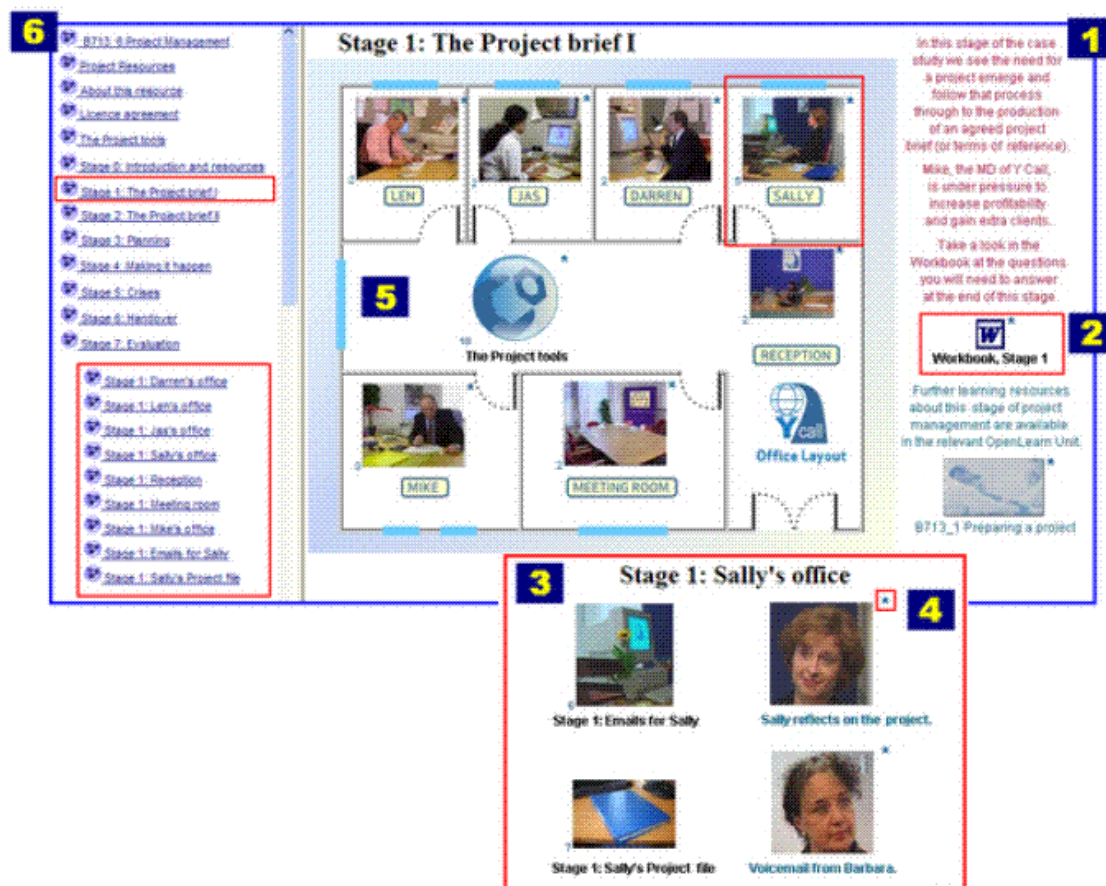 6
B713_6 Project Management
Project Resources
About this resource
Licence agreement
The Project tools
Stage 0: Introduction and resources
Stage 1: The Project brief I
Stage 2: The Project brief II
Stage 3: Planning
Stage 4: Making it happen
Stage 5: Crises
Stage 6: Handover
Stage 7: Evaluation
Stage 1: Darren's office
Stage 1: Len's office
Stage 1: Jas's office
Stage 1: Sally's office
Stage 1: Reception
Stage 1: Meeting room
Stage 1: Mike's office
Stage 1: Emails for Sally
Stage 1: Sally's Project file
Stage 1: The Project brief I
LEN
JAS
DARREN
SALLY
5
The Project tools
RECEPTION
Y call
Office Layout
MIKE
MEETING ROOM
1
In this stage of the case
study we see the need for
a project emerge and
follow that process
through to the production
of an agreed project
brief (or terms of reference).
Mike, the MD of Y Call,
is under pressure to
increase profitability
and gain extra clients.
Take a look in the
Workbook at the questions
you will need to answer
at the end of this stage.
2
W
Workbook, Stage 1
Further learning resources
about this stage of project
management are available
in the relevant OpenLearn Unit.
B713_1 Preparing a project
3
Stage 1: Sally's office
4
Stage 1: Emails for Sally
Sally reflects on the project.
7
Stage 1: Sally's Project file
Voicemail from Barbara.